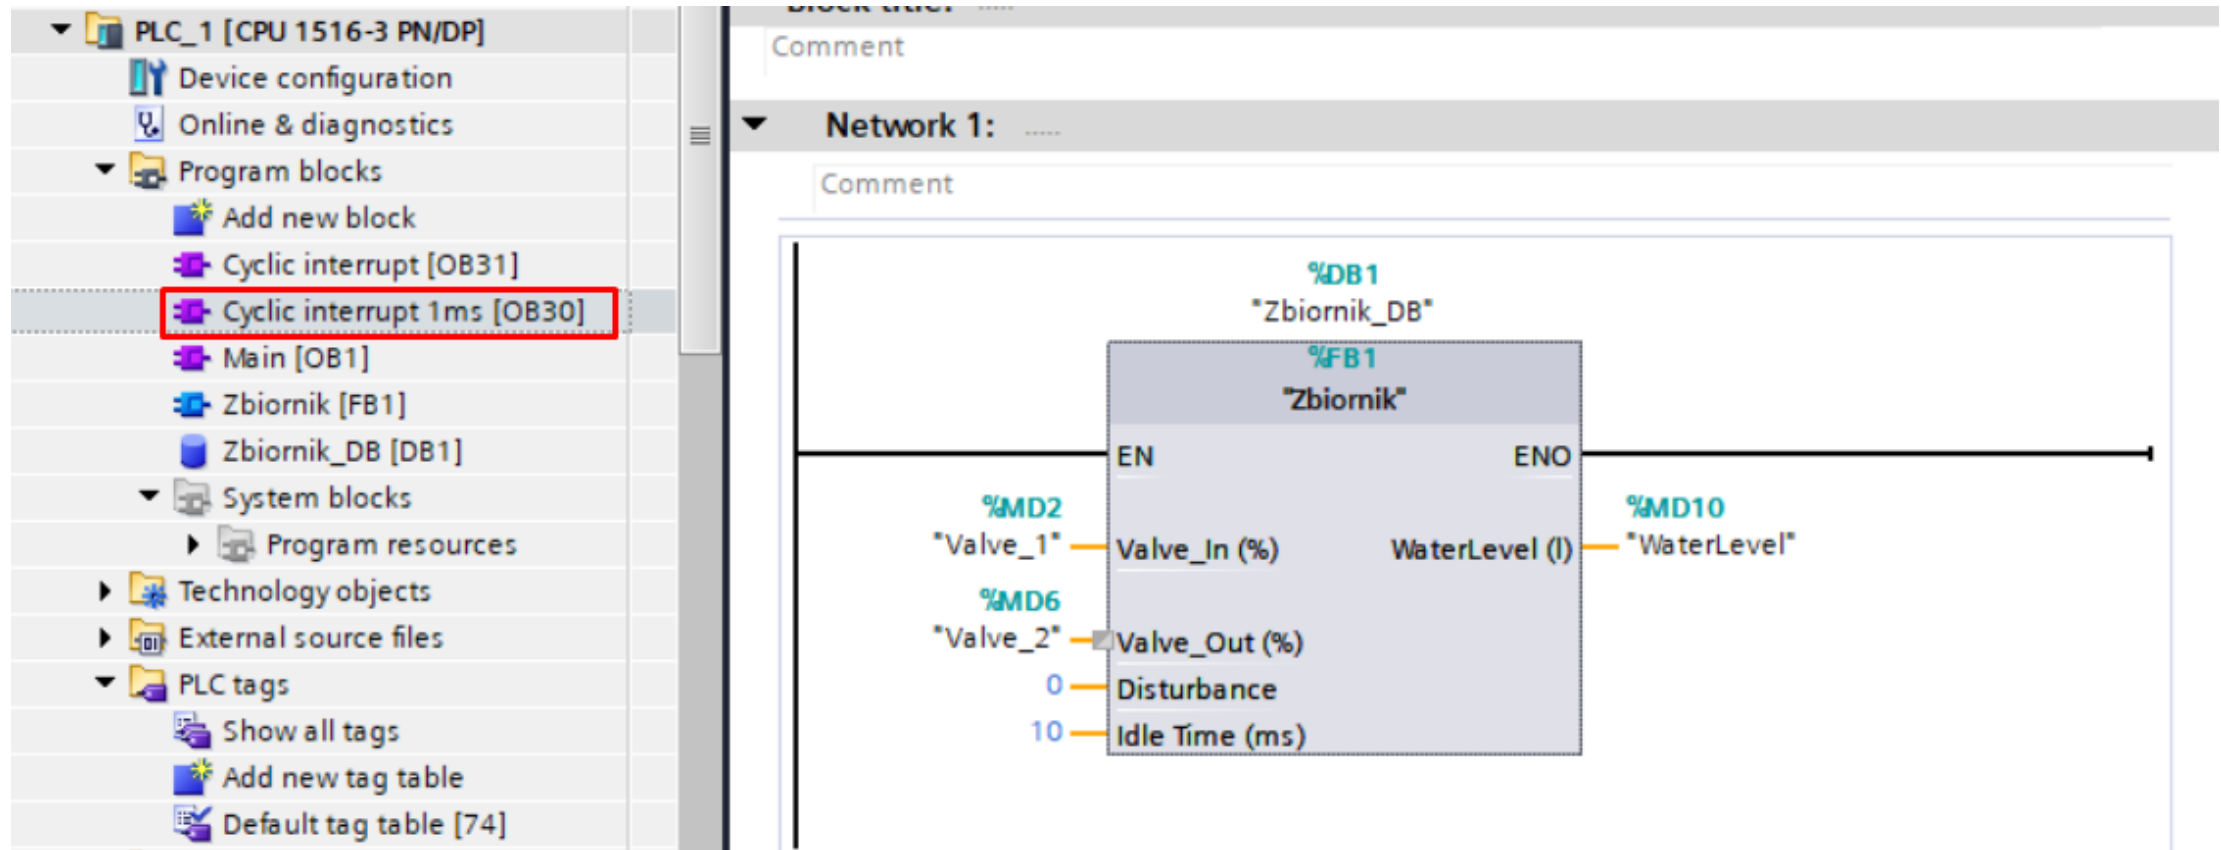 PLC_1 [CPU 1516-3 PN/DP]
Device configuration
Online & diagnostics
Program blocks
Add new block
Cyclic interrupt [OB31]
Cyclic interrupt 1ms [OB30]
Main [OB1]
Zbiornik [FB1]
Zbiornik_DB [DB1]
System blocks
Program resources
Technology objects
External source files
PLC tags
Show all tags
Add new tag table
Default tag table [74]
Block title: .....
Comment
Network 1: .....
Comment
%DB1
"Zbiornik_DB"
%FB1
"Zbiornik"
EN ENO
%MD2
"Valve_1" Valve_In (%)
%MD6
"Valve_2" Valve_Out (%)
0 Disturbance
10 Idle Time (ms)
%MD10
WaterLevel (l) "WaterLevel"